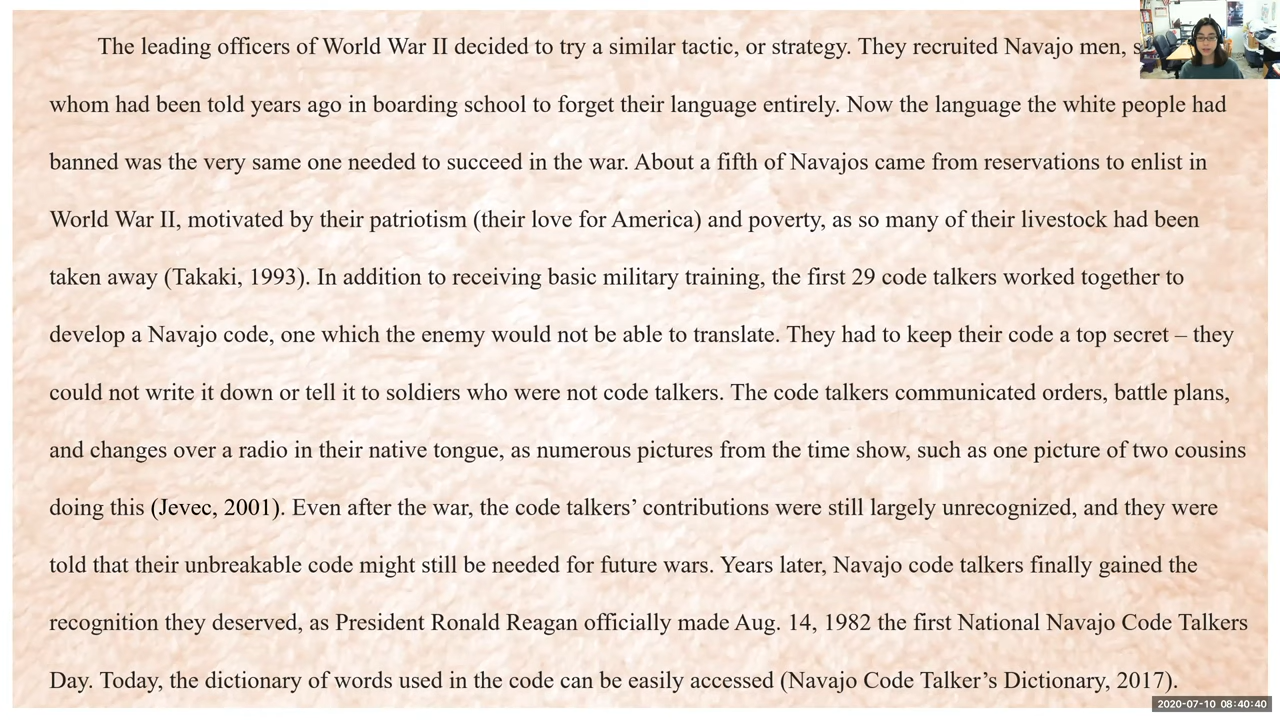 The leading officers of World War II decided to try a similar tactic, or strategy. They recruited Navajo men,
whom had been told years ago in boarding school to forget their language entirely. Now the language the white people had
banned was the very same one needed to succeed in the war. About a fifth of Navajos came from reservations to enlist in
World War II, motivated by their patriotism (their love for America) and poverty, as so many of their livestock had been
taken away (Takaki, 1993). In addition to receiving basic military training, the first 29 code talkers worked together to
develop a Navajo code, one which the enemy would not be able to translate. They had to keep their code a top secret – they
could not write it down or tell it to soldiers who were not code talkers. The code talkers communicated orders, battle plans,
and changes over a radio in their native tongue, as numerous pictures from the time show, such as one picture of two cousins
doing this (Jevec, 2001). Even after the war, the code talkers’ contributions were still largely unrecognized, and they were
told that their unbreakable code might still be needed for future wars. Years later, Navajo code talkers finally gained the
recognition they deserved, as President Ronald Reagan officially made Aug. 14, 1982 the first National Navajo Code Talkers
Day. Today, the dictionary of words used in the code can be easily accessed (Navajo Code Talker’s Dictionary, 2017).
2020-07-10 08:40:40